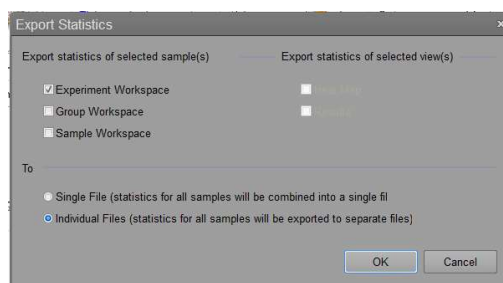 Export Statistics
Export statistics of selected sample(s)
Export statistics of selected view(s)
Experiment Workspace
Group Workspace
Sample Workspace
To
Single File (statistics for all samples will be combined into a single fil
Individual Files (statistics for all samples will be exported to separate files)
OK Cancel